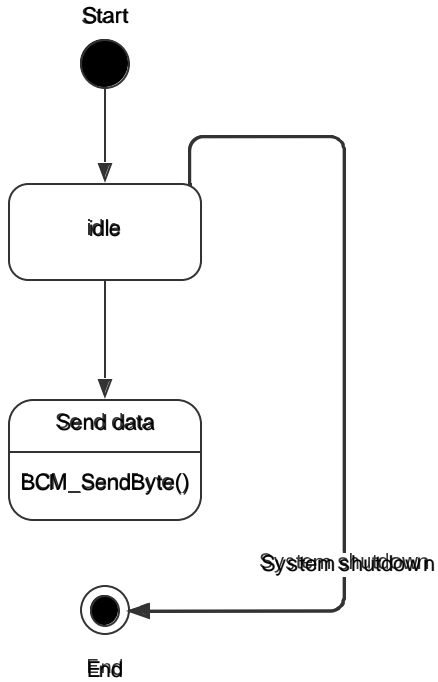 Start
idle
Send data
BCM_SendByte()
System shutdown
End